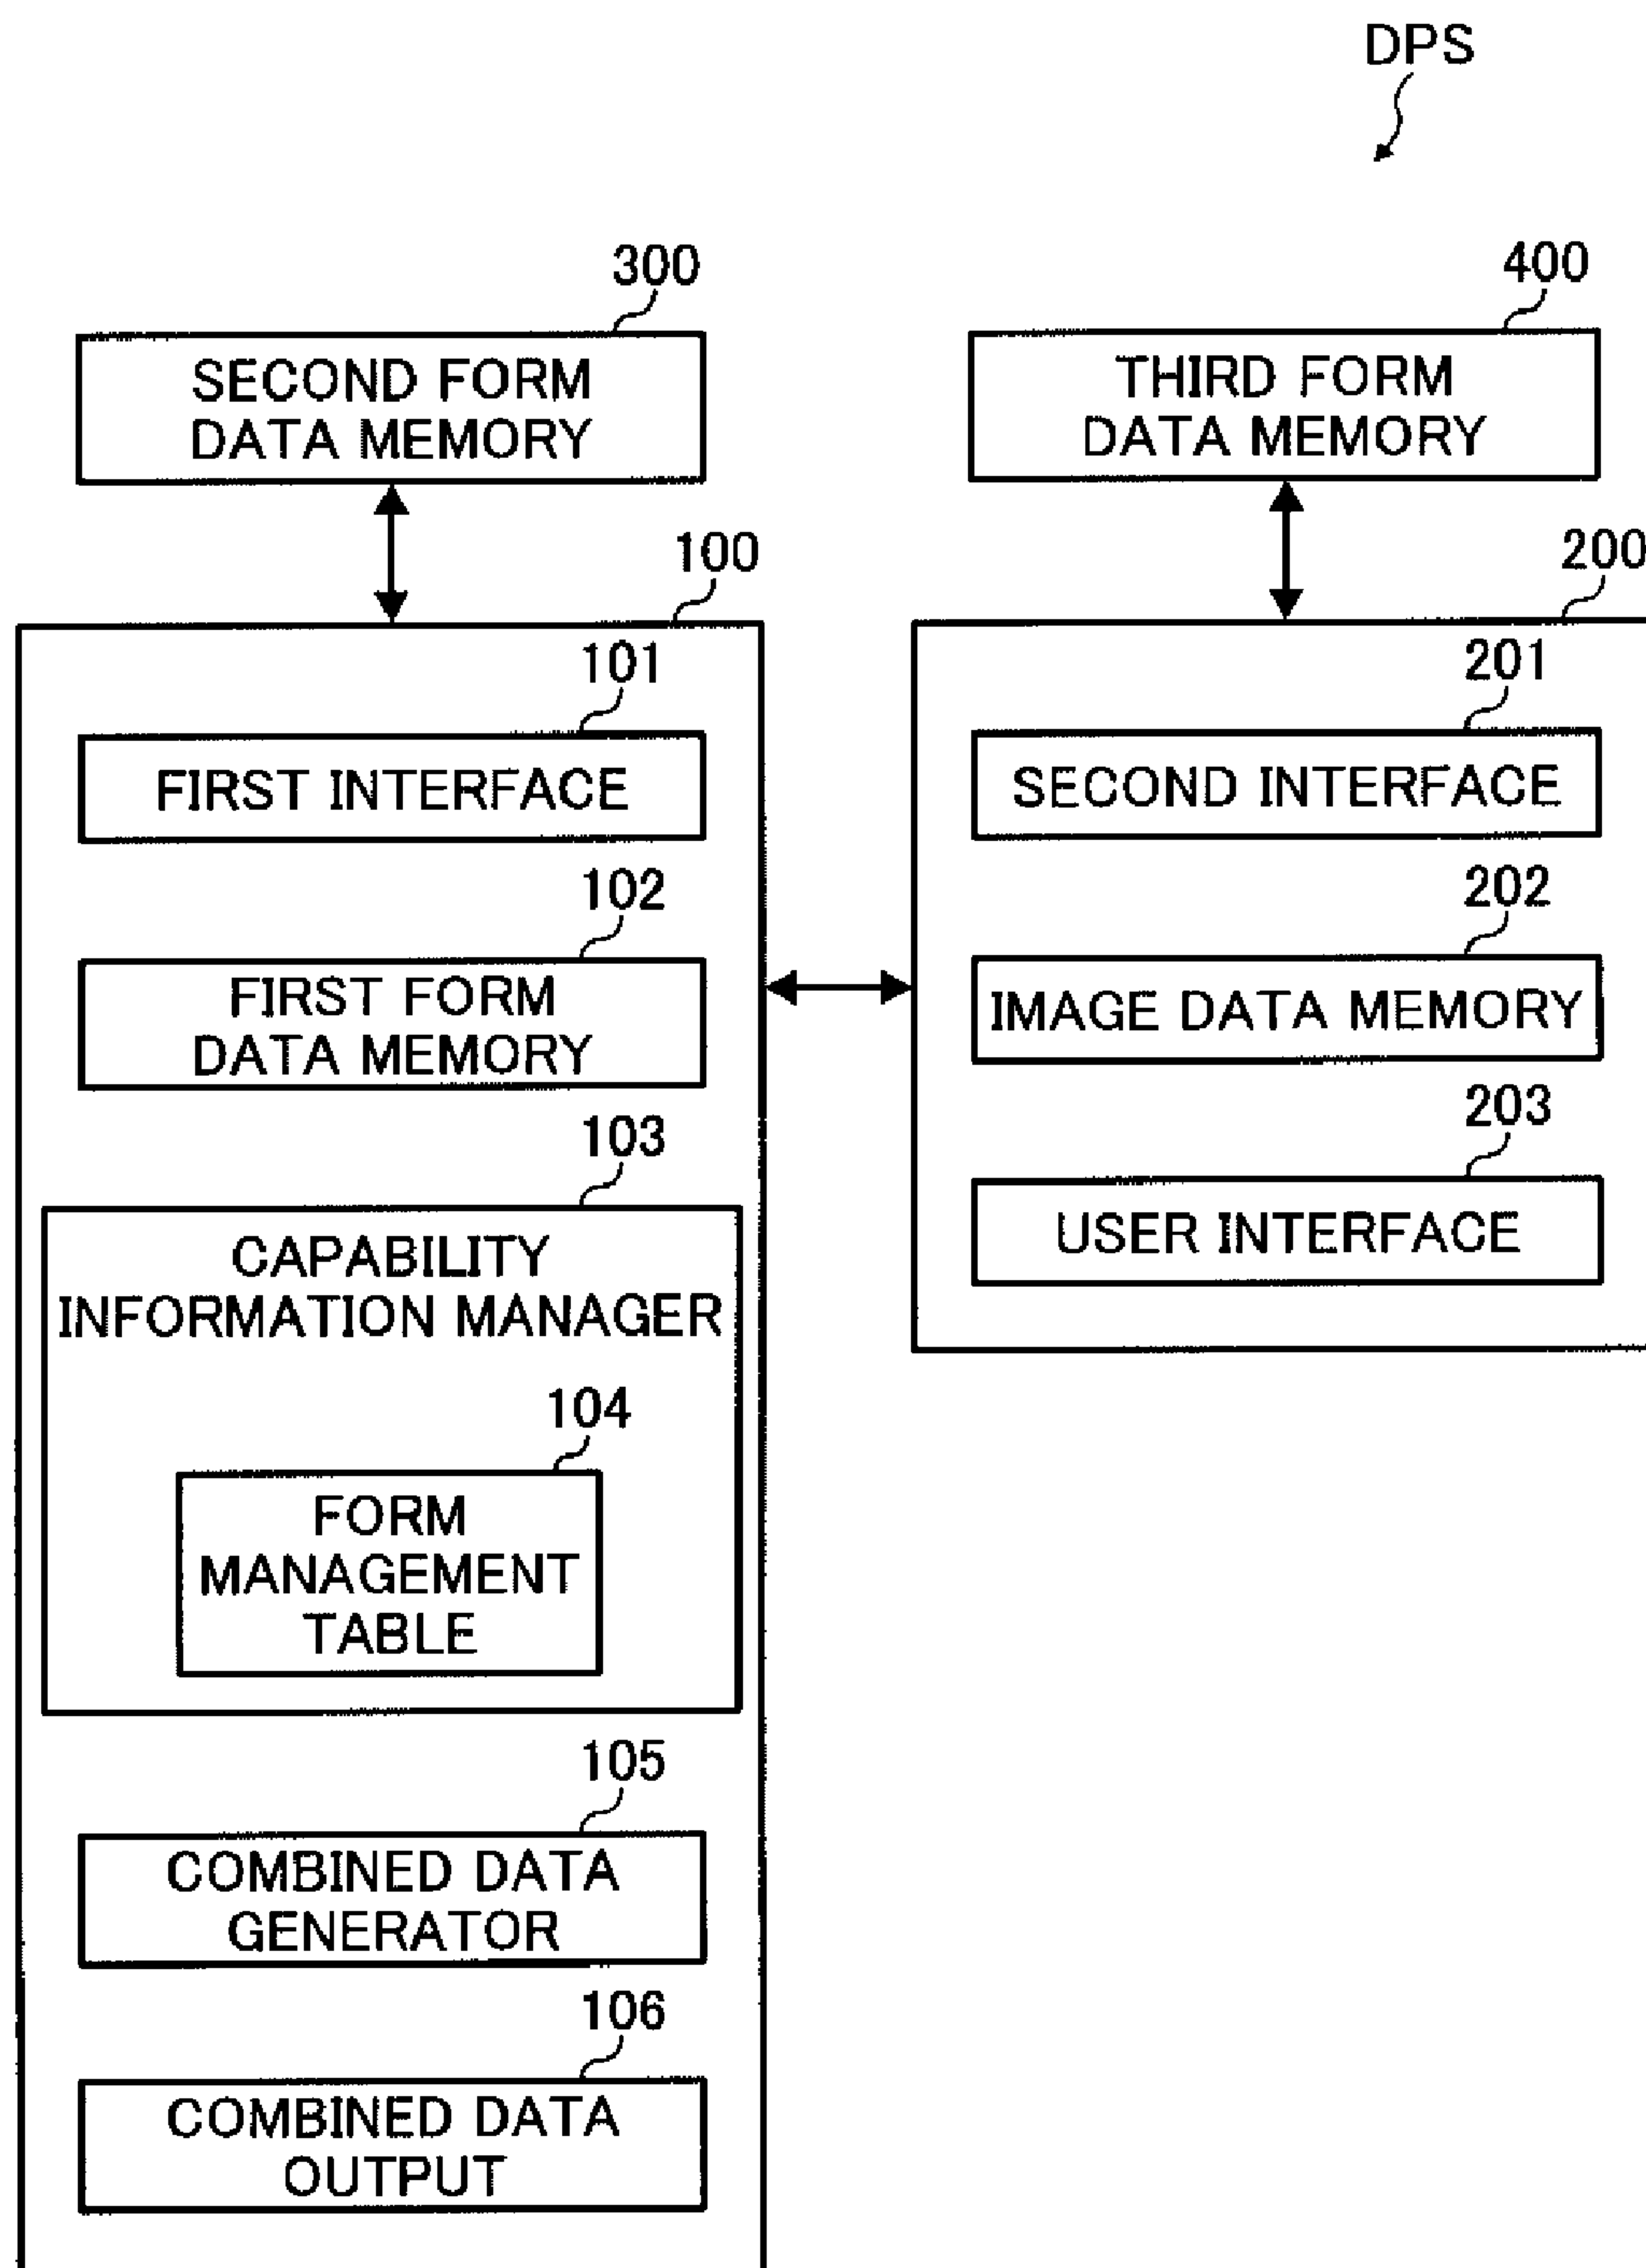 DPS
300
SECOND FORM
DATA MEMORY
400
THIRD FORM
DATA MEMORY
100
101
FIRST INTERFACE
102
FIRST FORM
DATA MEMORY
103
CAPABILITY
INFORMATION MANAGER
104
FORM
MANAGEMENT
TABLE
105
COMBINED DATA
GENERATOR
106
COMBINED DATA
OUTPUT
200
201
SECOND INTERFACE
202
IMAGE DATA MEMORY
203
USER INTERFACE